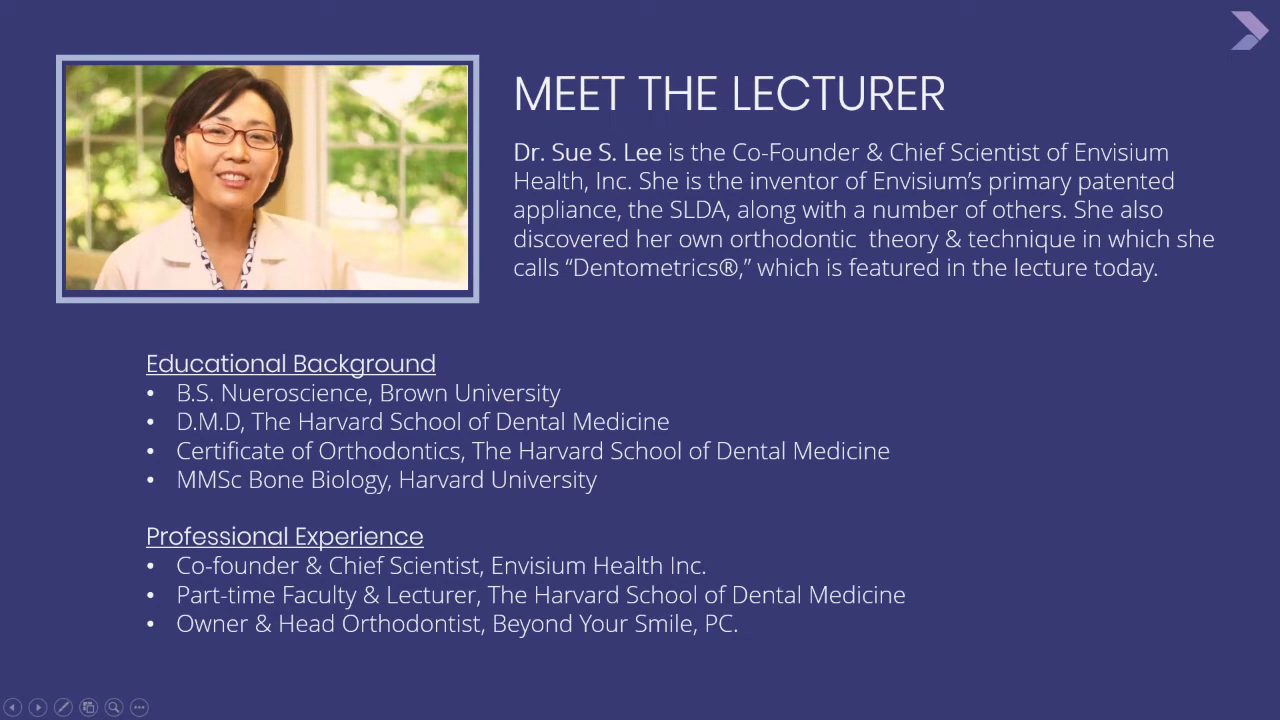 MEET THE LECTURER
Dr. Sue S. Lee is the Co-Founder & Chief Scientist of Envisium
Health, Inc. She is the inventor of Envisium’s primary patented
appliance, the SLDA, along with a number of others. She also
discovered her own orthodontic  theory & technique in which she
calls “Dentometrics®,” which is featured in the lecture today.
Educational Background
• B.S. Nueroscience, Brown University
• D.M.D, The Harvard School of Dental Medicine
• Certificate of Orthodontics, The Harvard School of Dental Medicine
• MMSc Bone Biology, Harvard University
Professional Experience
• Co-founder & Chief Scientist, Envisium Health Inc.
• Part-time Faculty & Lecturer, The Harvard School of Dental Medicine
• Owner & Head Orthodontist, Beyond Your Smile, PC.